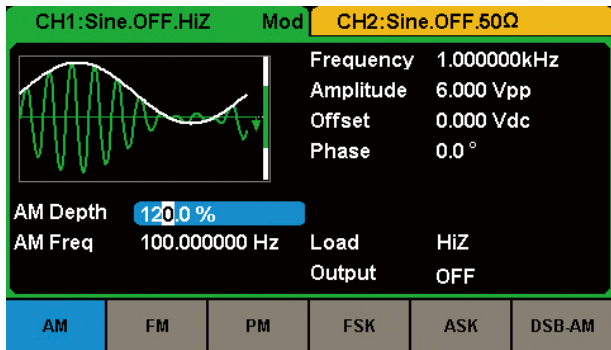 CH1:Sine.OFF.HiZ Mod CH2:Sine.OFF.50Ω
Frequency 1.000000kHz
Amplitude 6.000 Vpp
Offset 0.000 Vdc
Phase 0.0 °
AM Depth 120.0 %
AM Freq 100.000000 Hz Load HiZ
Output OFF
AM FM PM FSK ASK DSB-AM